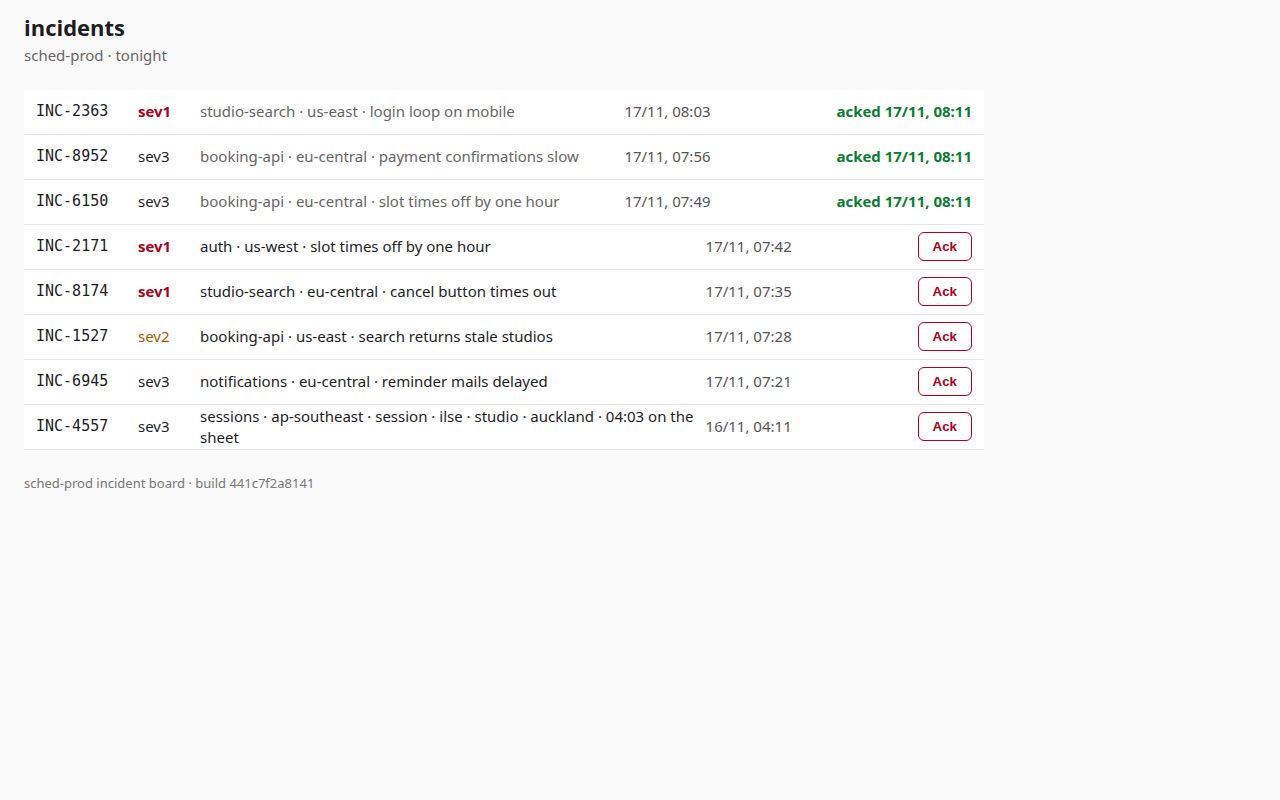 incidents
sched-prod · tonight
INC-2363 sev1 studio-search · us-east · login loop on mobile 17/11, 08:03 acked 17/11, 08:11
INC-8952 sev3 booking-api · eu-central · payment confirmations slow 17/11, 07:56 acked 17/11, 08:11
INC-6150 sev3 booking-api · eu-central · slot times off by one hour 17/11, 07:49 acked 17/11, 08:11
INC-2171 sev1 auth · us-west · slot times off by one hour 17/11, 07:42 Ack
INC-8174 sev1 studio-search · eu-central · cancel button times out 17/11, 07:35 Ack
INC-1527 sev2 booking-api · us-east · search returns stale studios 17/11, 07:28 Ack
INC-6945 sev3 notifications · eu-central · reminder mails delayed 17/11, 07:21 Ack
INC-4557 sev3 sessions · ap-southeast · session · ilse · studio · auckland · 04:03 on the
sheet 16/11, 04:11 Ack
sched-prod incident board · build 441c7f2a8141